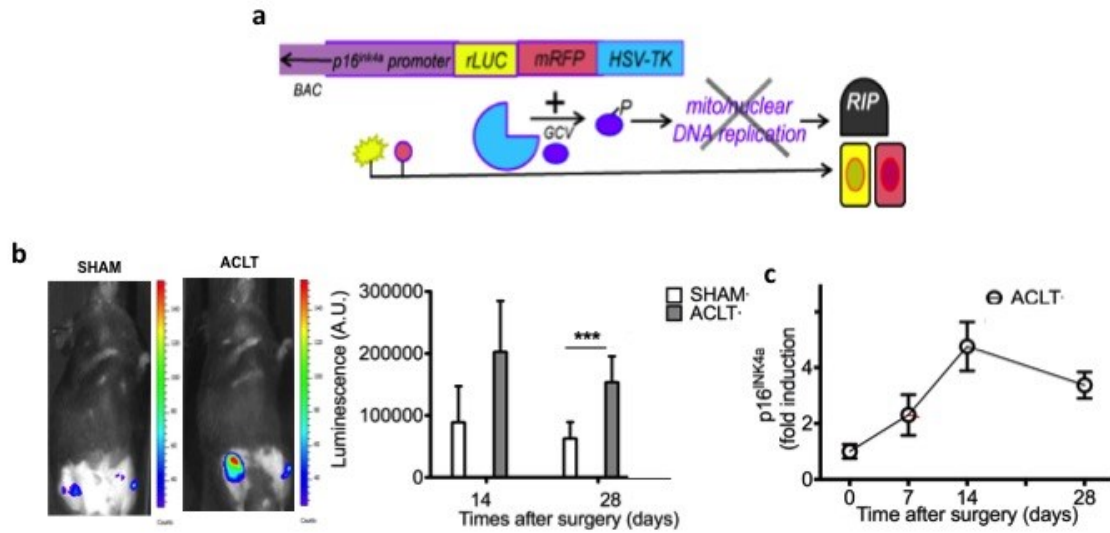 a
p16ink4a promoter rLUC mRFP HSV-TK
BAC
+
GCV
P
mito/nuclear
DNA replication
RIP
b
SHAM
ACLT
Counts
Counts
Luminescence (A.U.)
300000
200000
100000
0
14
28
Times after surgery (days)
***
SHAM
ACLT
c
p16INK4a
(fold induction)
4
2
0
0
7
14
28
Time after surgery (days)
ACLT